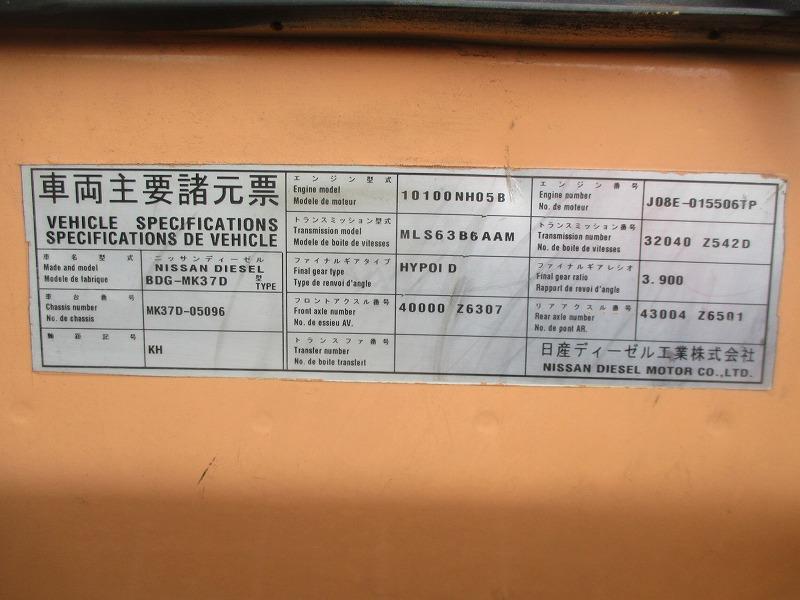 車両主要諸元票
VEHICLE SPECIFICATIONS
SPECIFICATIONS DE VEHICLE
車名型式
Made and model
Modele de fabrique
ニッサンディーゼル
NISSAN DIESEL
BDG-MK37D 型 TYPE
車台番号
Chassis number
No. de chassis
MK37D-05096
軸距記号
KH
エンジン型式
Engine model
Modele de moteur
10100NH05B
トランスミッション型式
Transmission model
Modele de boite de vitesses
MLS63B6AAM
ファイナルギアタイプ
Final gear type
Type de renvoi d'angle
HYPOID
フロントアクスル番号
Front axle number
No. de essieu AV.
40000 Z6307
トランスファ番号
Transfer number
No. de boite transfert
エンジン番号
Engine number
No. de moteur
J08E-015506TP
トランスミッション番号
Transmission number
No. de boite de vitesses
32040 Z542D
ファイナルギアレシオ
Final gear ratio
Rapport de renvoi d'angle
3.900
リアアクスル番号
Rear axle number
No. de pont AR.
43004 Z6501
日産ディーゼル工業株式会社
NISSAN DIESEL MOTOR CO.,LTD.